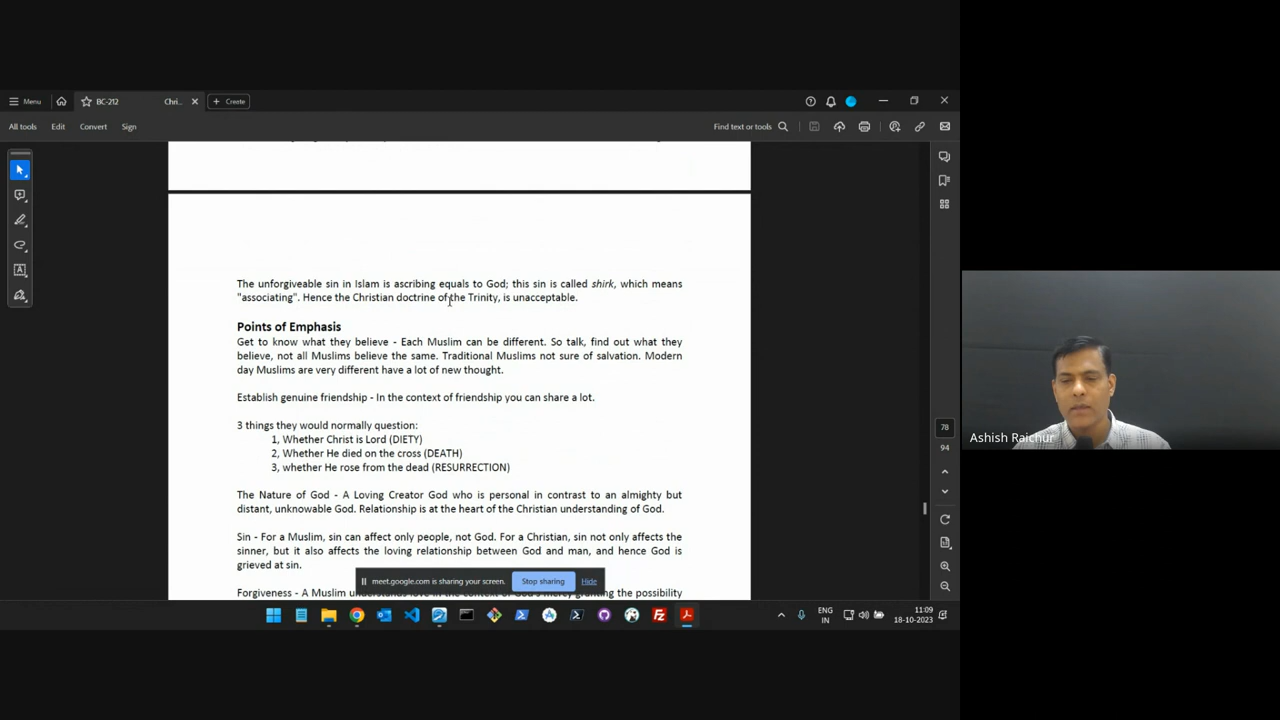 Menu
BC-212
Chri...
Create
All tools
Edit
Convert
Sign
Find text or tools
The unforgiveable sin in Islam is ascribing equals to God; this sin is called shirk, which means
"associating". Hence the Christian doctrine of the Trinity, is unacceptable.
Points of Emphasis
Get to know what they believe - Each Muslim can be different. So talk, find out what they
believe, not all Muslims believe the same. Traditional Muslims not sure of salvation. Modern
day Muslims are very different have a lot of new thought.
Establish genuine friendship - In the context of friendship you can share a lot.
3 things they would normally question:
1, Whether Christ is Lord (DIETY)
2, Whether He died on the cross (DEATH)
3, whether He rose from the dead (RESURRECTION)
The Nature of God - A Loving Creator God who is personal in contrast to an almighty but
distant, unknowable God. Relationship is at the heart of the Christian understanding of God.
Sin - For a Muslim, sin can affect only people, not God. For a Christian, sin not only affects the
sinner, but it also affects the loving relationship between God and man, and hence God is
grieved at sin.
Forgiveness - A Muslim understands love in the context of God's mercy granting the possibility
meet.google.com is sharing your screen.
Stop sharing
Hide
78
94
ENG
IN
11:09
18-10-2023
Ashish Raichur